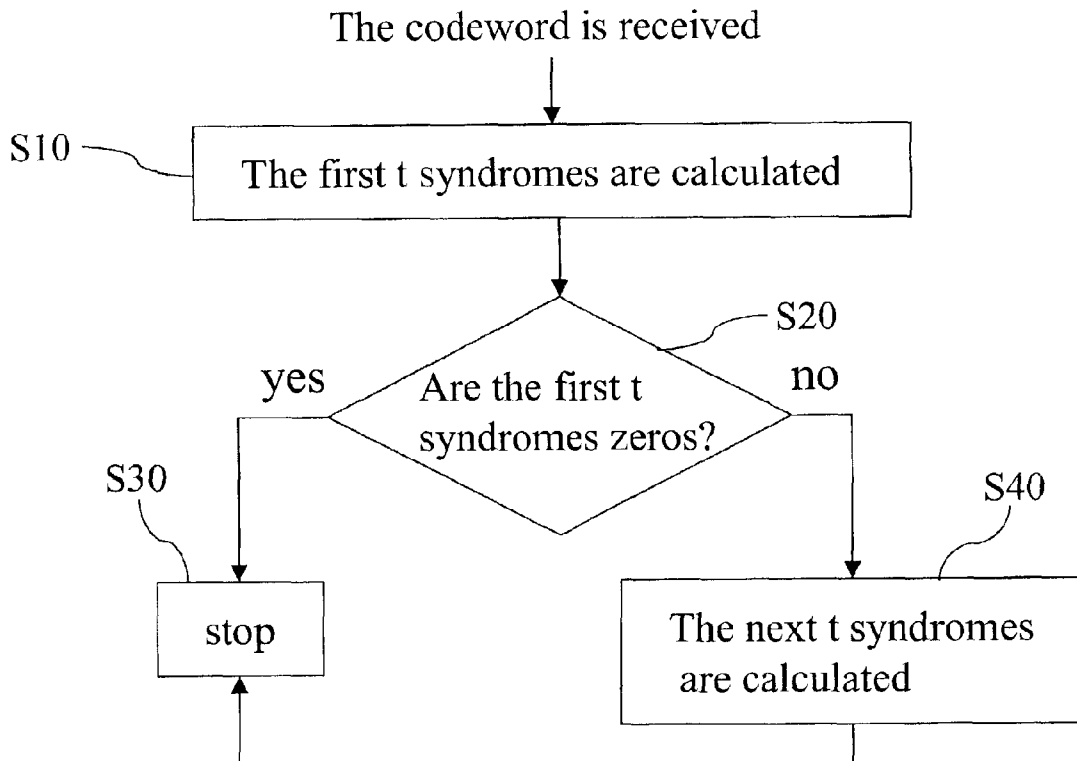 The codeword is received
S10
The first t syndromes are calculated
S20
yes
no
Are the first t
syndromes zeros?
S30
S40
stop
The next t syndromes
are calculated